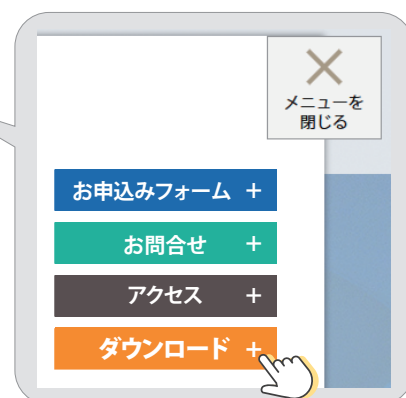 メニューを
閉じる
お申込みフォーム +
お問合せ +
アクセス +
ダウンロード +